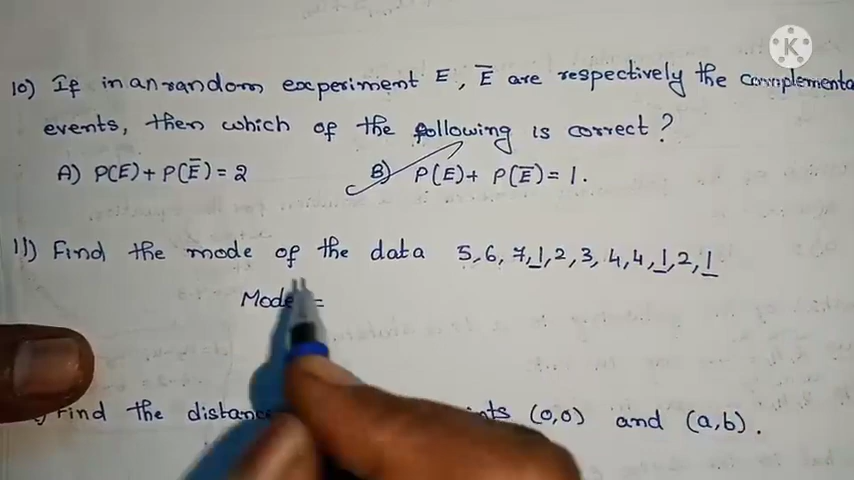 K
10) If in an random experiment E, E̅ are respectively the complementa
events, then which of the following is correct?
A) P(E) + P(E̅) = 2 B) P(E) + P(E̅) = 1.
11) Find the mode of the data 5, 6, 7, 1, 2, 3, 4, 4, 1, 2, 1
Mode =
) Find the distance nts (0,0) and (a,b).